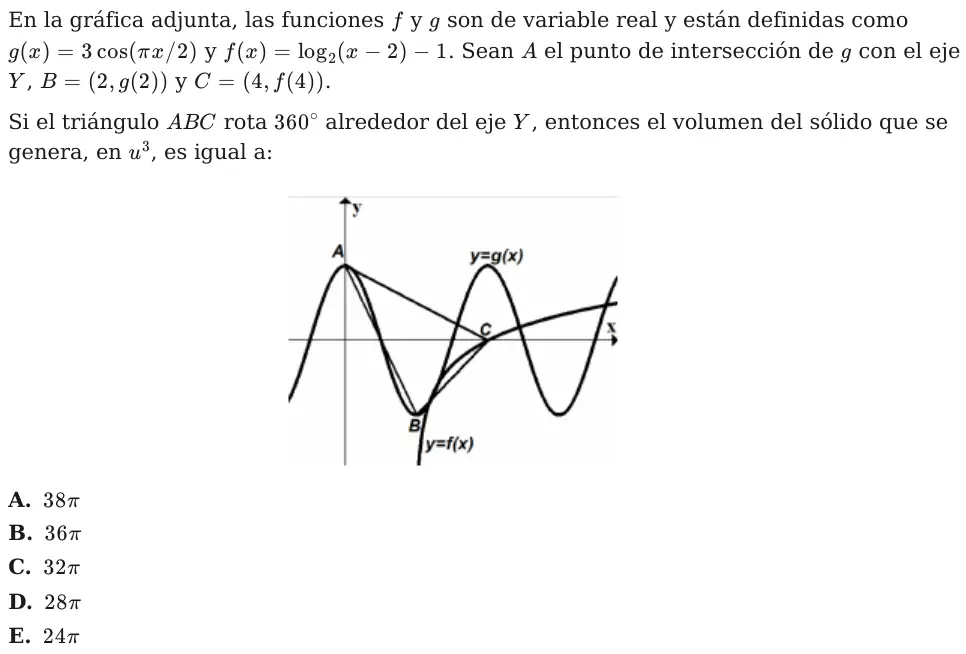 En la gráfica adjunta, las funciones f y g son de variable real y están definidas como
g(x) = 3 cos(πx/2) y f(x) = log₂(x − 2) − 1. Sean A el punto de intersección de g con el eje
Y, B = (2, g(2)) y C = (4, f(4)).
Si el triángulo ABC rota 360° alrededor del eje Y, entonces el volumen del sólido que se
genera, en u³, es igual a:
y
A
y=g(x)
C
x
B
y=f(x)
A. 38π
B. 36π
C. 32π
D. 28π
E. 24π